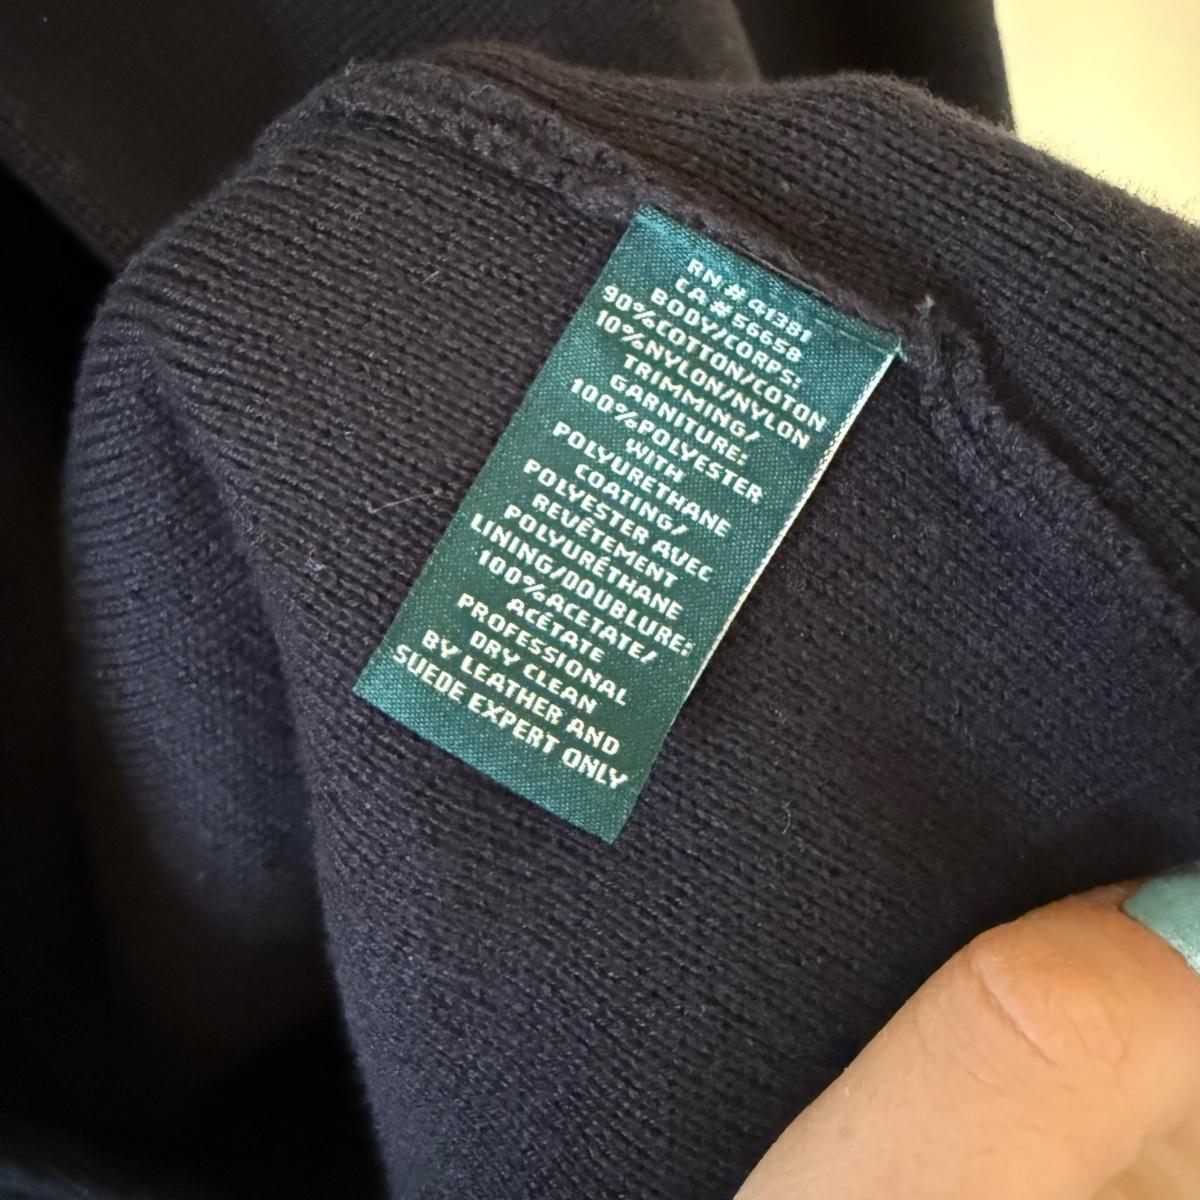 RN # 41381
CA # 56658
BODY/CORPS:
90%COTTON/COTON
10%NYLON/NYLON
TRIMMING/
GARNITURE:
100%POLYESTER
WITH
POLYURETHANE
COATING/
POLYESTER AVEC
REVÊTEMENT
POLYURÉTHANE
LINING/DOUBLURE:
100%ACETATE/
ACÉTATE
PROFESSIONAL
DRY CLEAN
BY LEATHER AND
SUEDE EXPERT ONLY